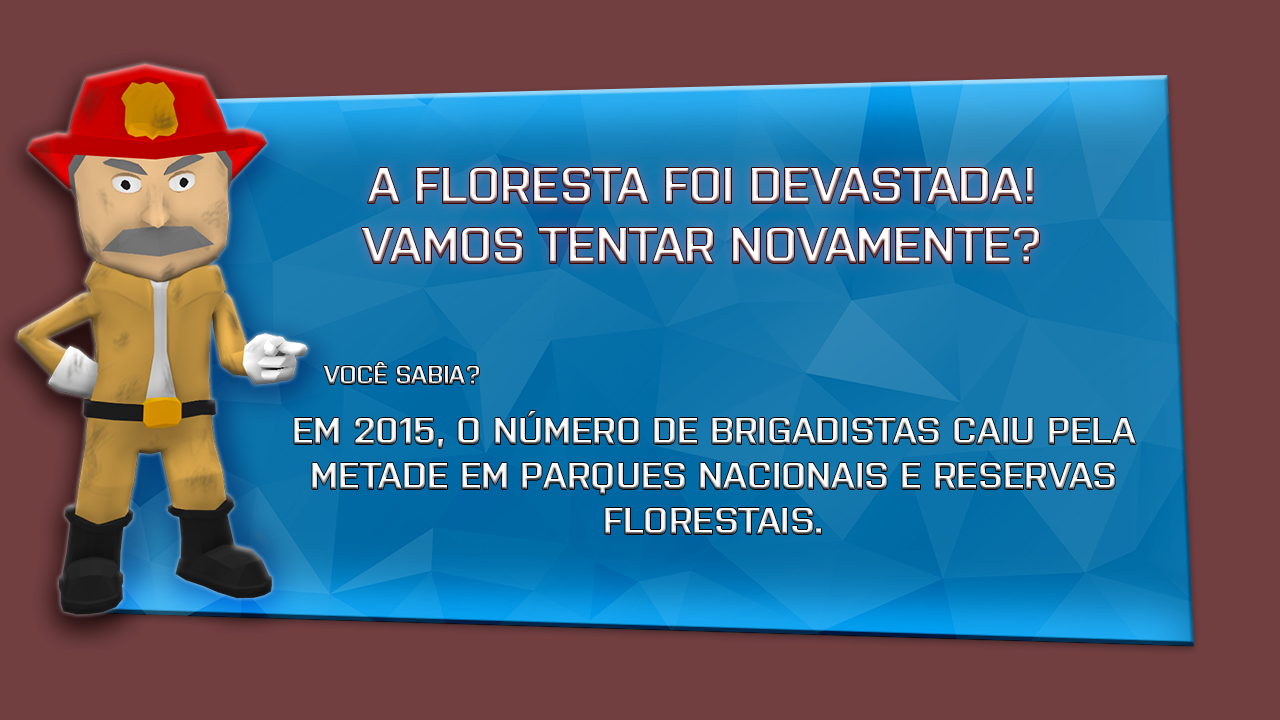 A FLORESTA FOI DEVASTADA!
VAMOS TENTAR NOVAMENTE?
VOCÊ SABIA?
EM 2015, O NÚMERO DE BRIGADISTAS CAIU PELA
METADE EM PARQUES NACIONAIS E RESERVAS
FLORESTAIS.